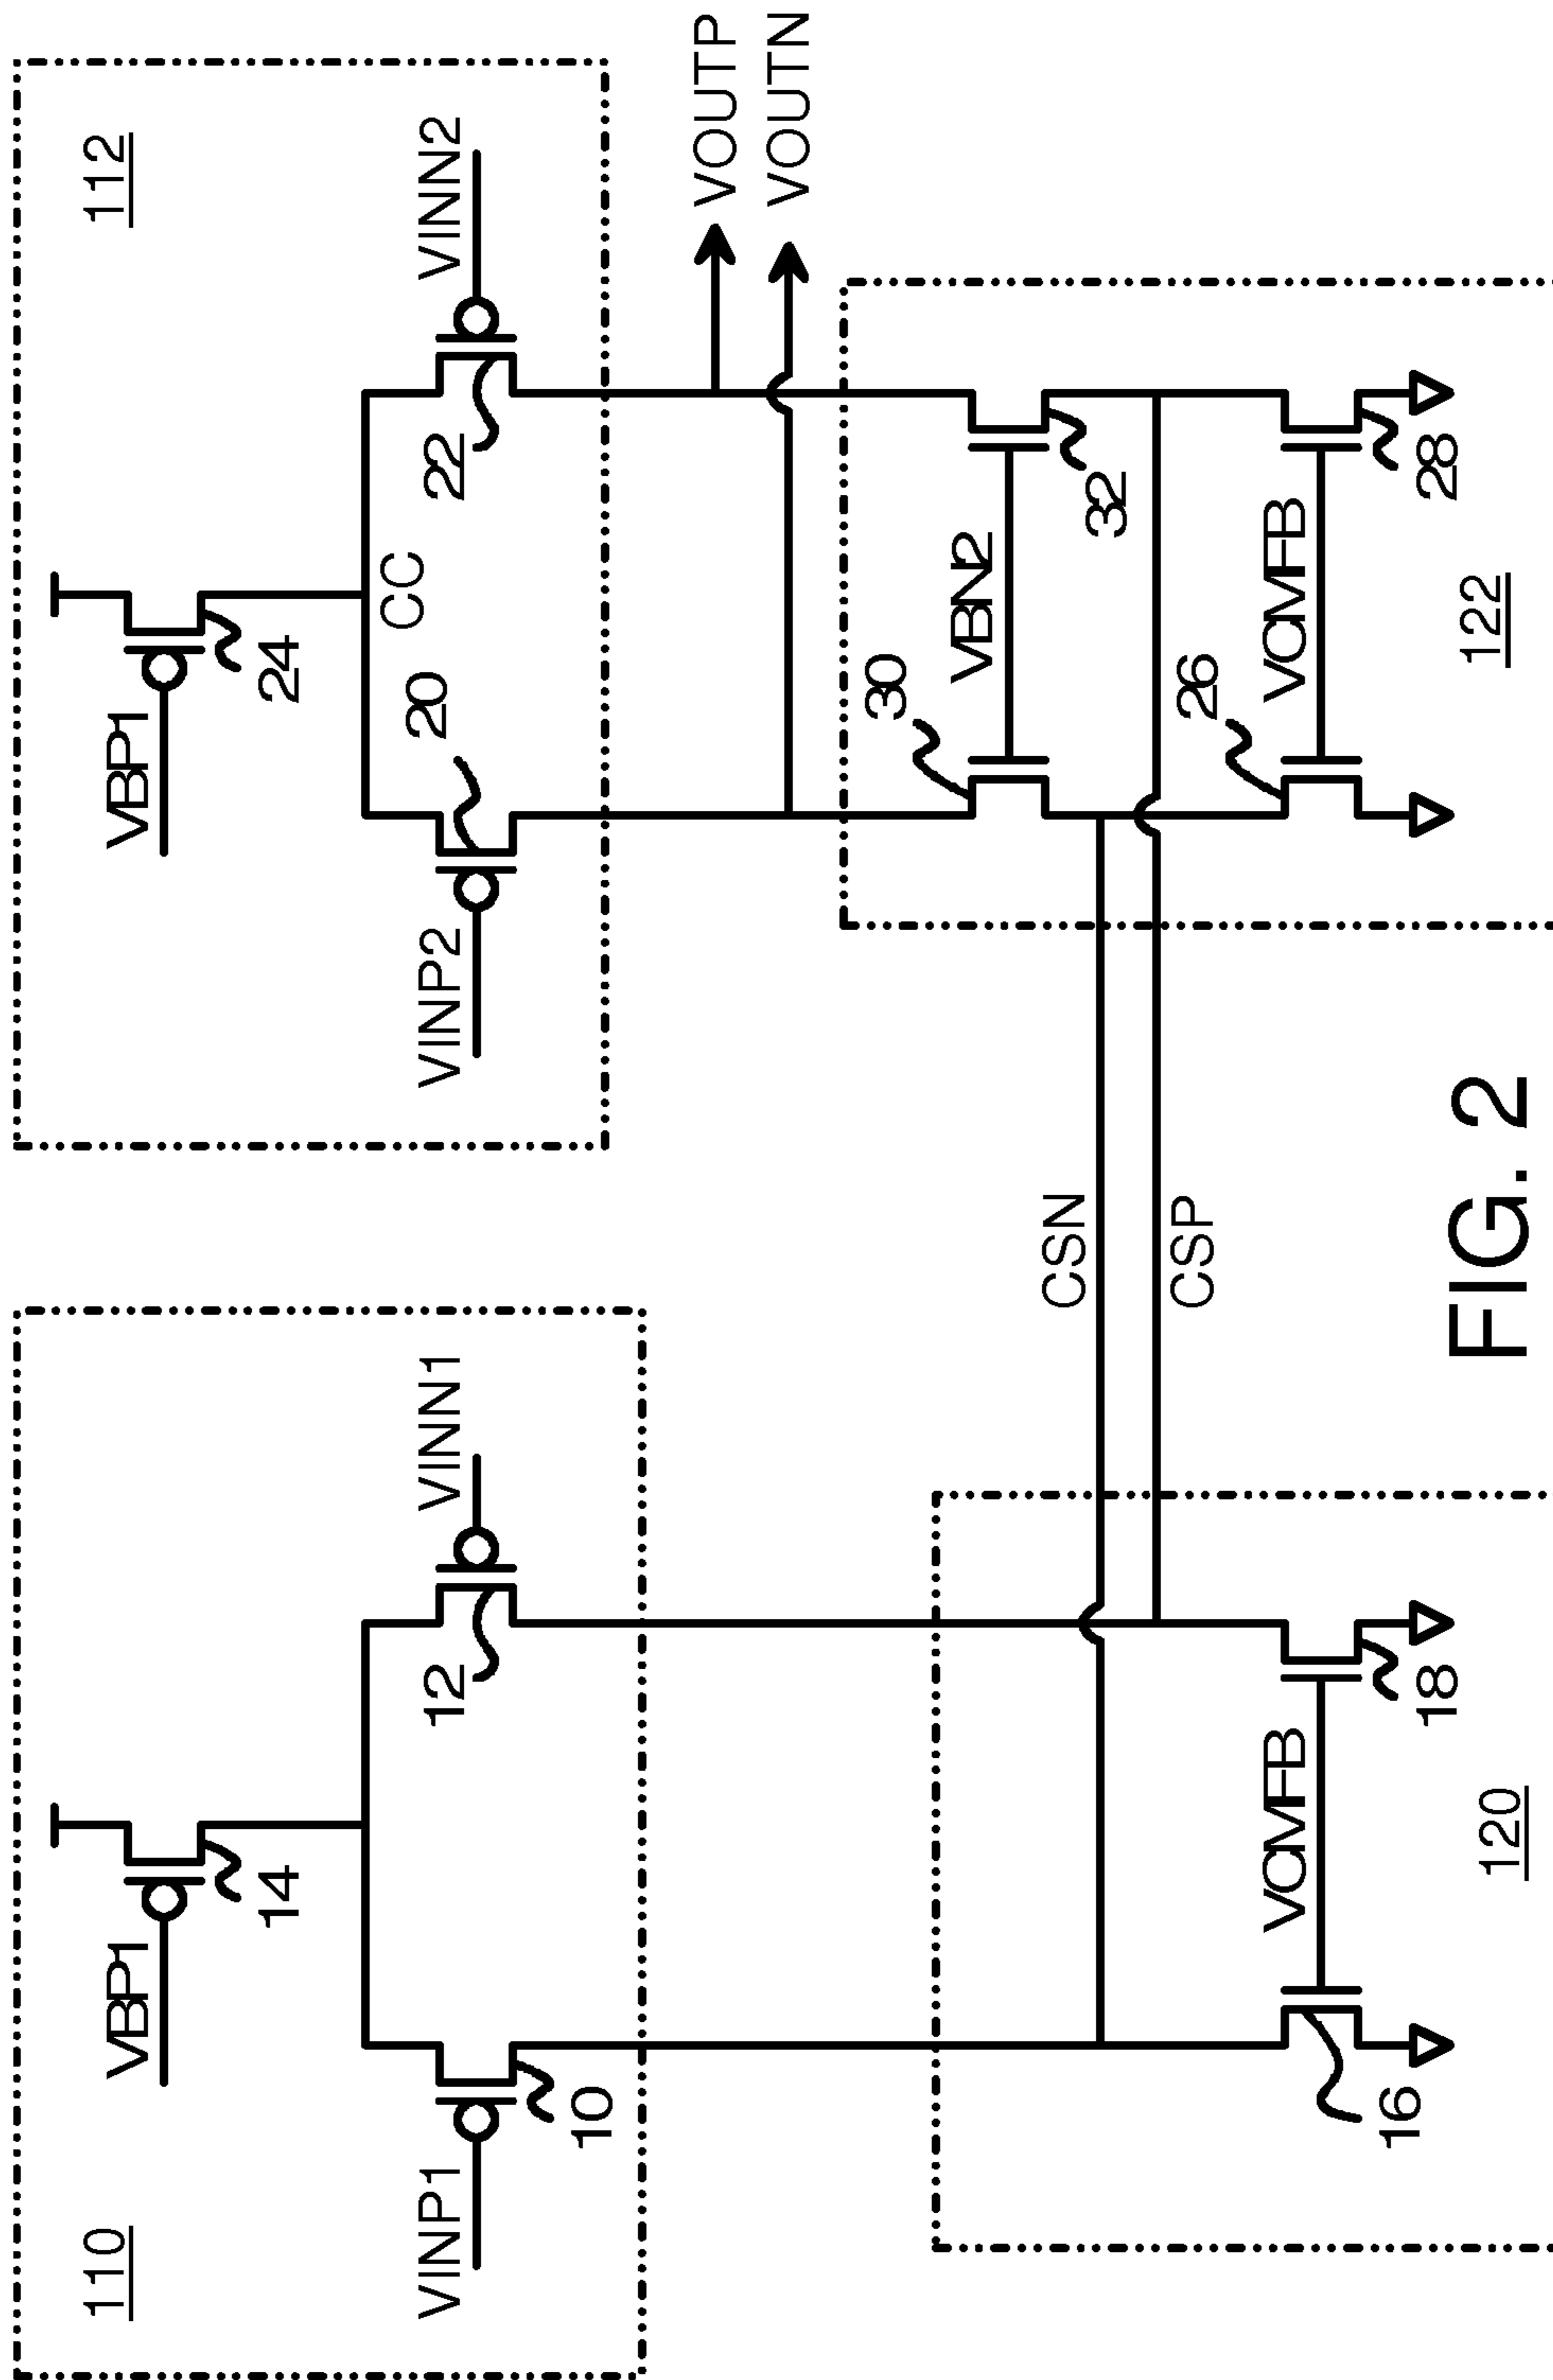 110
VBP1
14
VINP1
10
12
VINN1
120
16
VCMFB
18
CSN
CSP
112
VBP1
24
CC
VINP2
20
22
VINN2
VOUTP
VOUTN
30
VBN2
32
26
VCMFB
28
122
FIG. 2